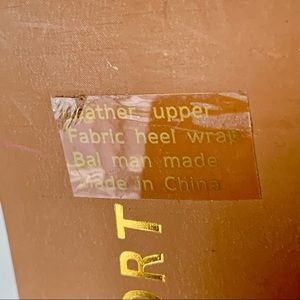 Leather upper
Fabric heel wrap
Bal man made
Made in China
ORT